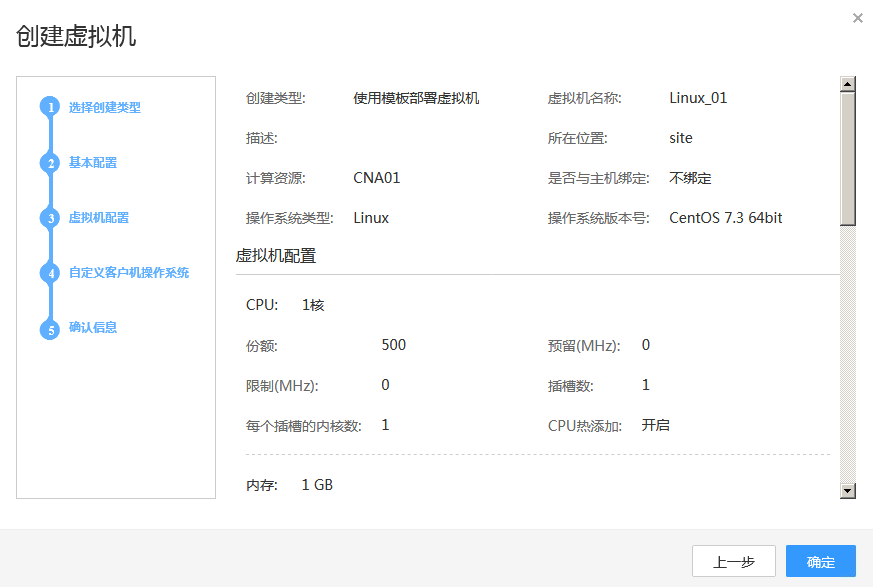 创建虚拟机
1 选择创建类型
2 基本配置
3 虚拟机配置
4 自定义客户机操作系统
5 确认信息
创建类型: 使用模板部署虚拟机 虚拟机名称: Linux_01
描述: 所在位置: site
计算资源: CNA01 是否与主机绑定: 不绑定
操作系统类型: Linux 操作系统版本号: CentOS 7.3 64bit
虚拟机配置
CPU: 1核
份额: 500 预留(MHz): 0
限制(MHz): 0 插槽数: 1
每个插槽的内核数: 1 CPU热添加: 开启
内存: 1 GB
上一步 确定